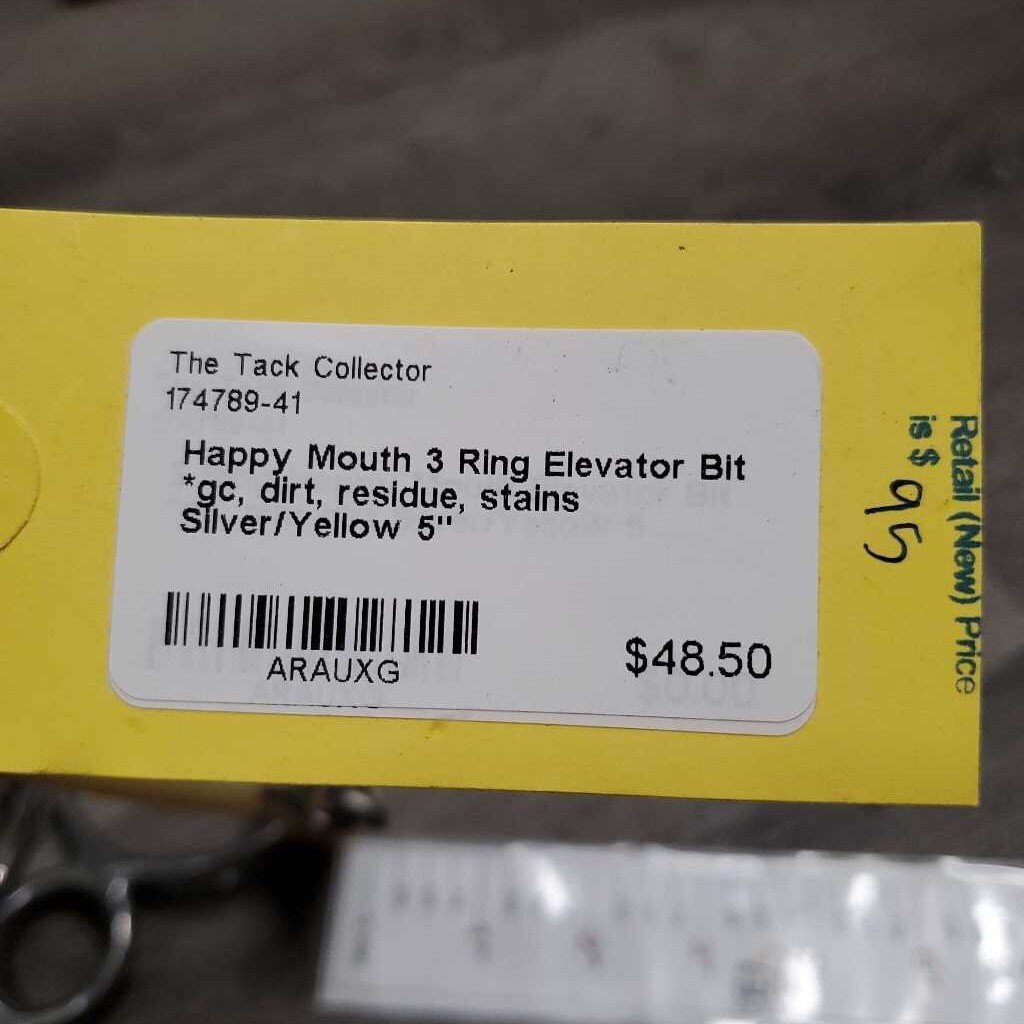 The Tack Collector
174789-41
Happy Mouth 3 Ring Elevator Bit
*gc, dirt, residue, stains
Silver/Yellow 5"
ARAUXG
$48.50
Retail (New) Price
is $ 95